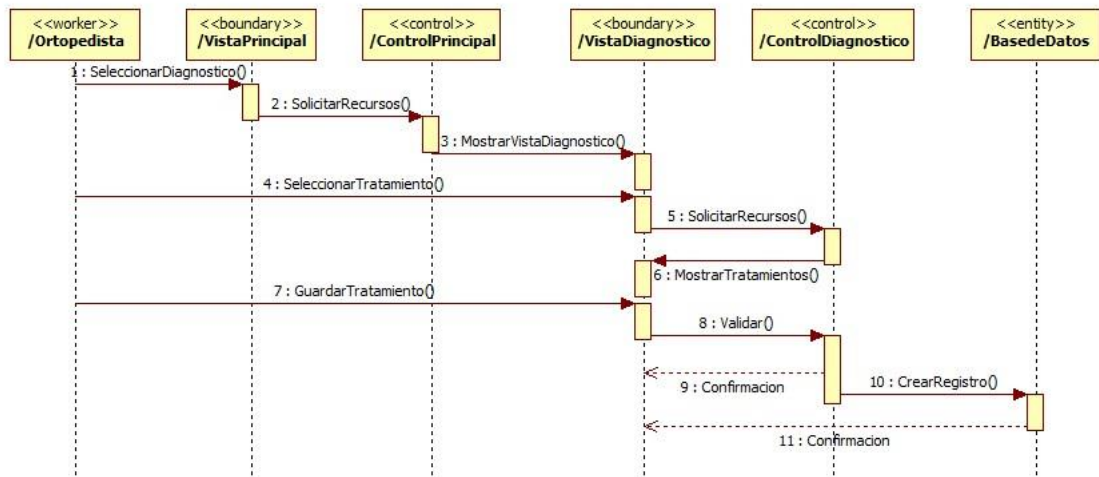 <<worker>>
/Ortopedista
<<boundary>>
/VistaPrincipal
<<control>>
/ControlPrincipal
<<boundary>>
/VistaDiagnostico
<<control>>
/ControlDiagnostico
<<entity>>
/BasedeDatos
1 : SeleccionarDiagnostico()
2 : SolicitarRecursos()
3 : MostrarVistaDiagnostico()
4 : SeleccionarTratamiento()
5 : SolicitarRecursos()
6 : MostrarTratamientos()
7 : GuardarTratamiento()
8 : Validar()
9 : Confirmacion
10 : CrearRegistro()
11 : Confirmacion